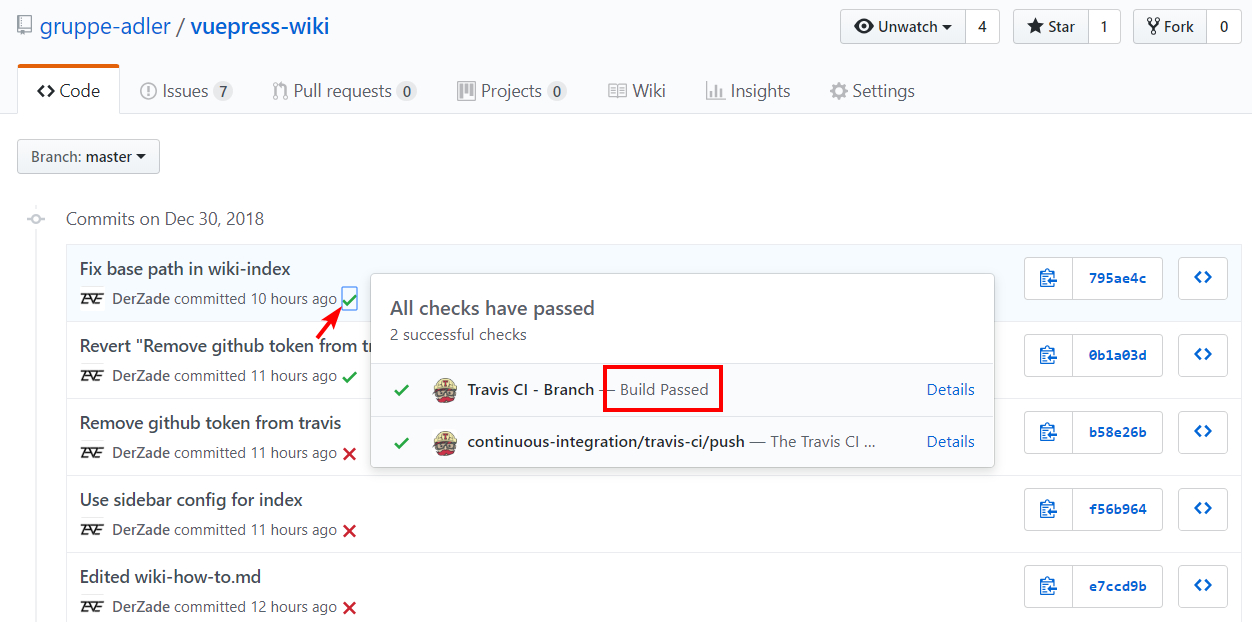 gruppe-adler / vuepress-wiki
Unwatch 4 Star 1 Fork 0
Code Issues 7 Pull requests 0 Projects 0 Wiki Insights Settings
Branch: master
Commits on Dec 30, 2018
Fix base path in wiki-index
DerZade committed 10 hours ago
795ae4c
All checks have passed
2 successful checks
Travis CI - Branch — Build Passed Details
continuous-integration/travis-ci/push — The Travis CI ... Details
Revert "Remove github token from t
DerZade committed 11 hours ago
0b1a03d
Remove github token from travis
DerZade committed 11 hours ago
b58e26b
Use sidebar config for index
DerZade committed 11 hours ago
f56b964
Edited wiki-how-to.md
DerZade committed 12 hours ago
e7ccd9b